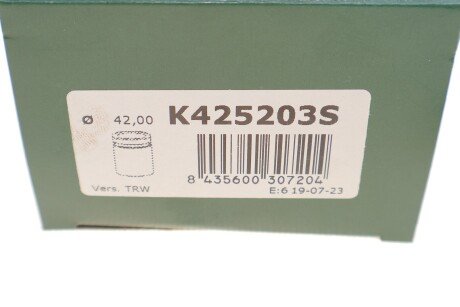 Ø 42,00 K425203S
Vers. TRW
8 435600 307204
E:6 19-07-23